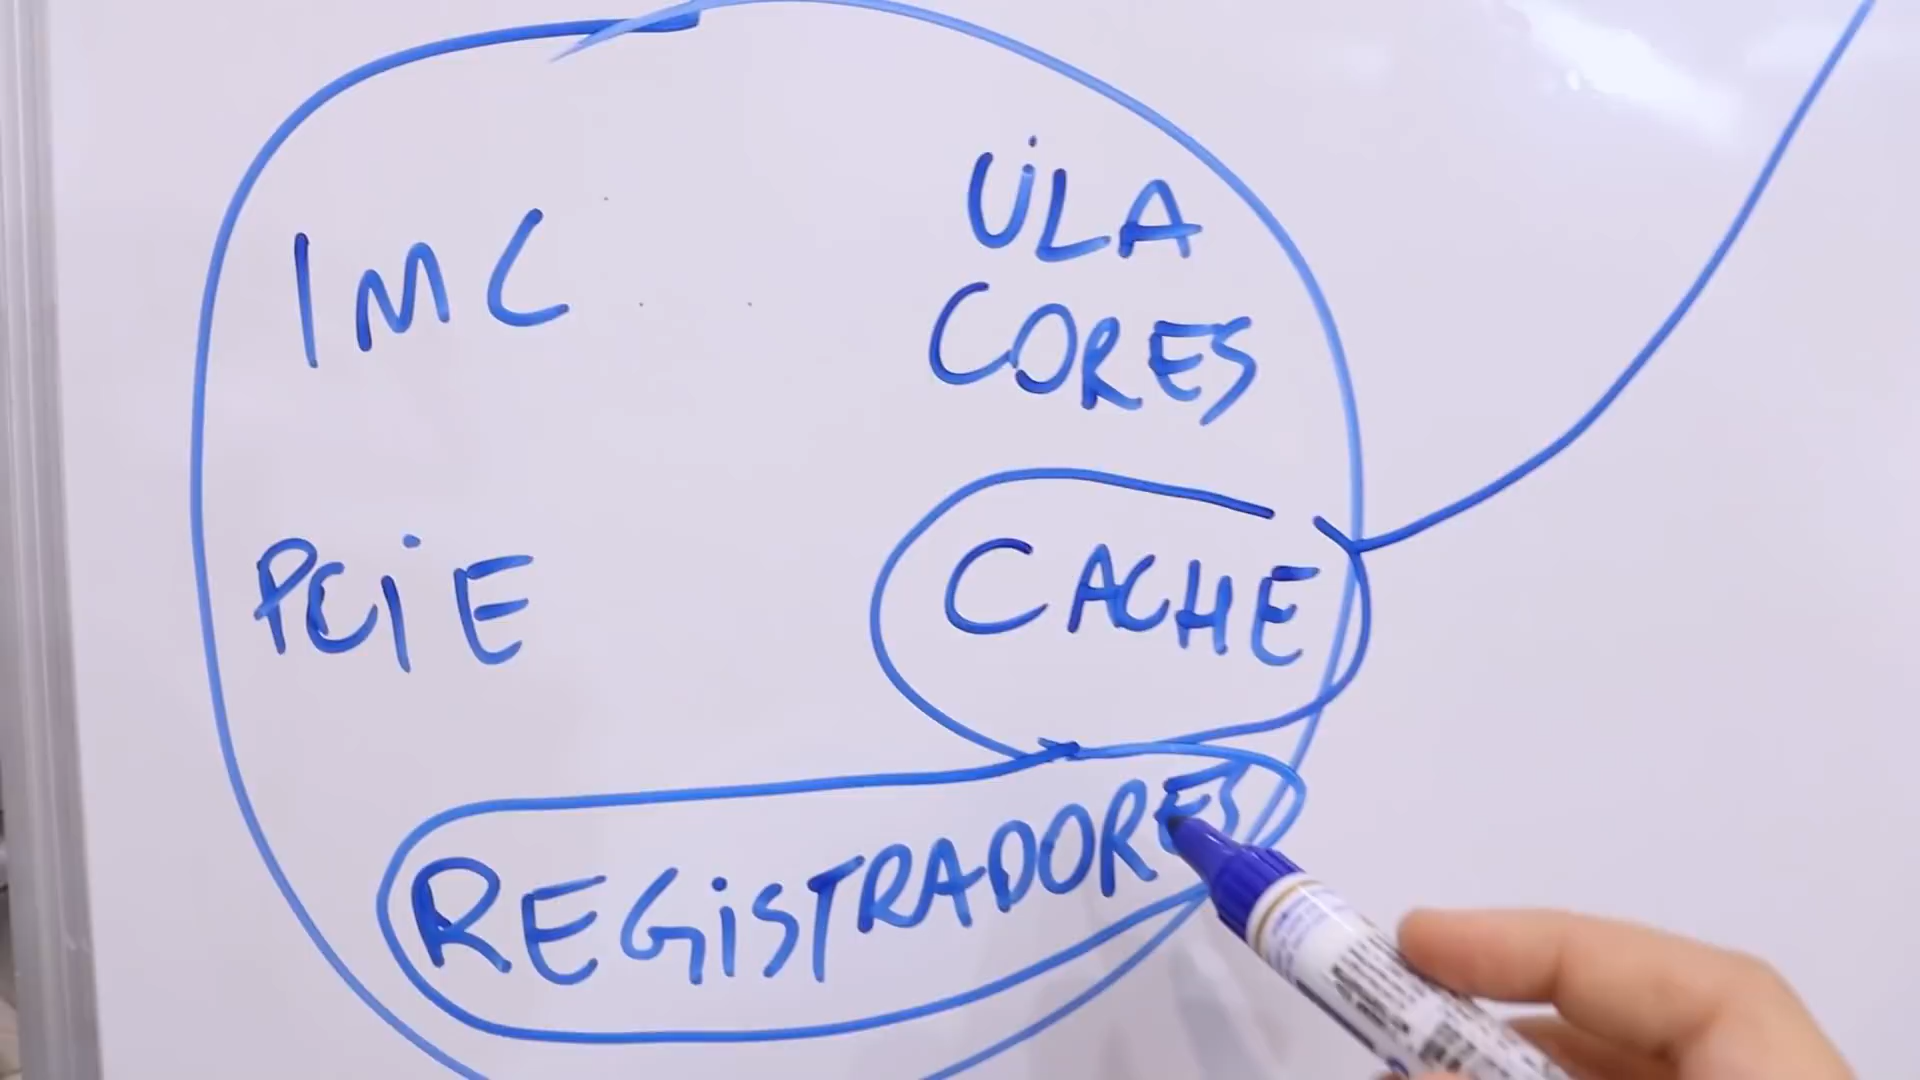 IMC
ULA
CORES
PCiE
CACHE
REGiSTRADORES